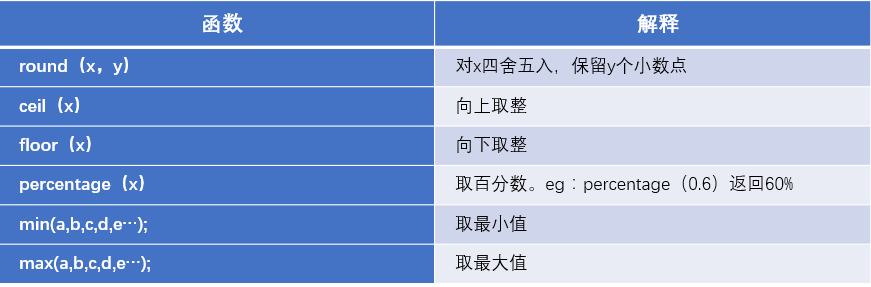 函数 解释
round（x，y） 对x四舍五入，保留y个小数点
ceil（x） 向上取整
floor（x） 向下取整
percentage（x） 取百分数。eg：percentage（0.6）返回60%
min(a,b,c,d,e…); 取最小值
max(a,b,c,d,e…); 取最大值